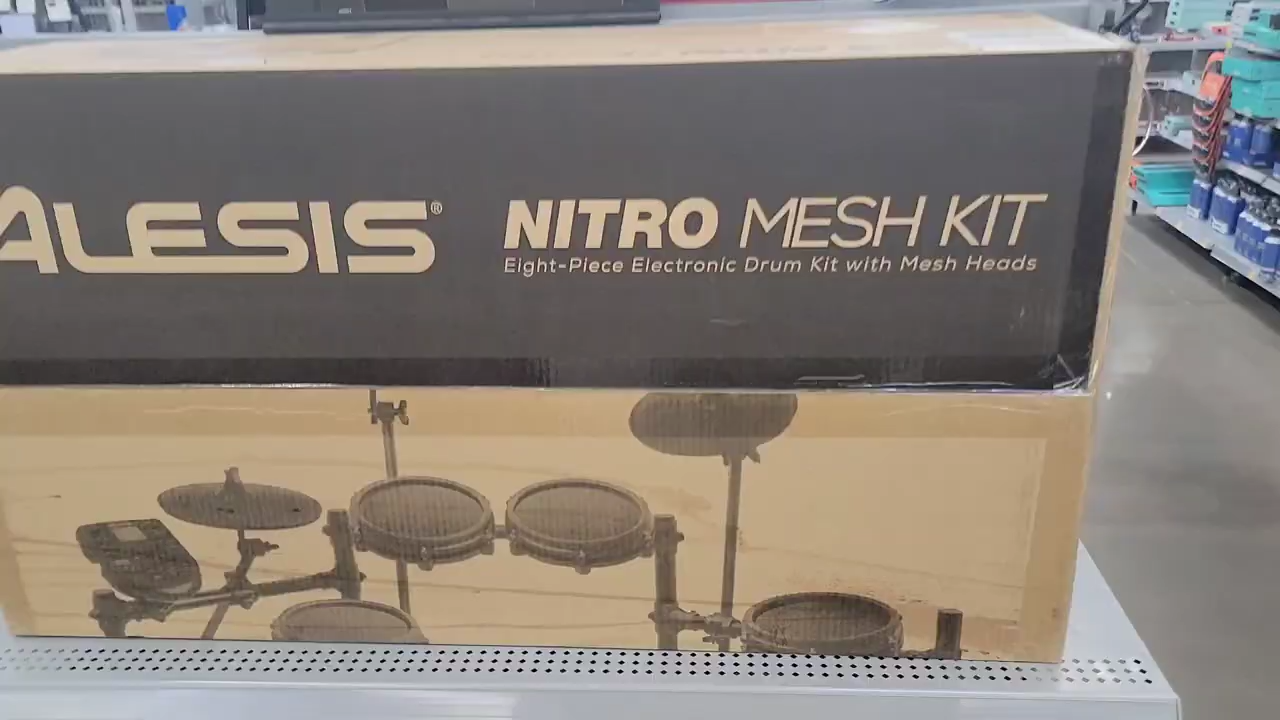 ALESIS®
NITRO MESH KIT
Eight-Piece Electronic Drum Kit with Mesh Heads